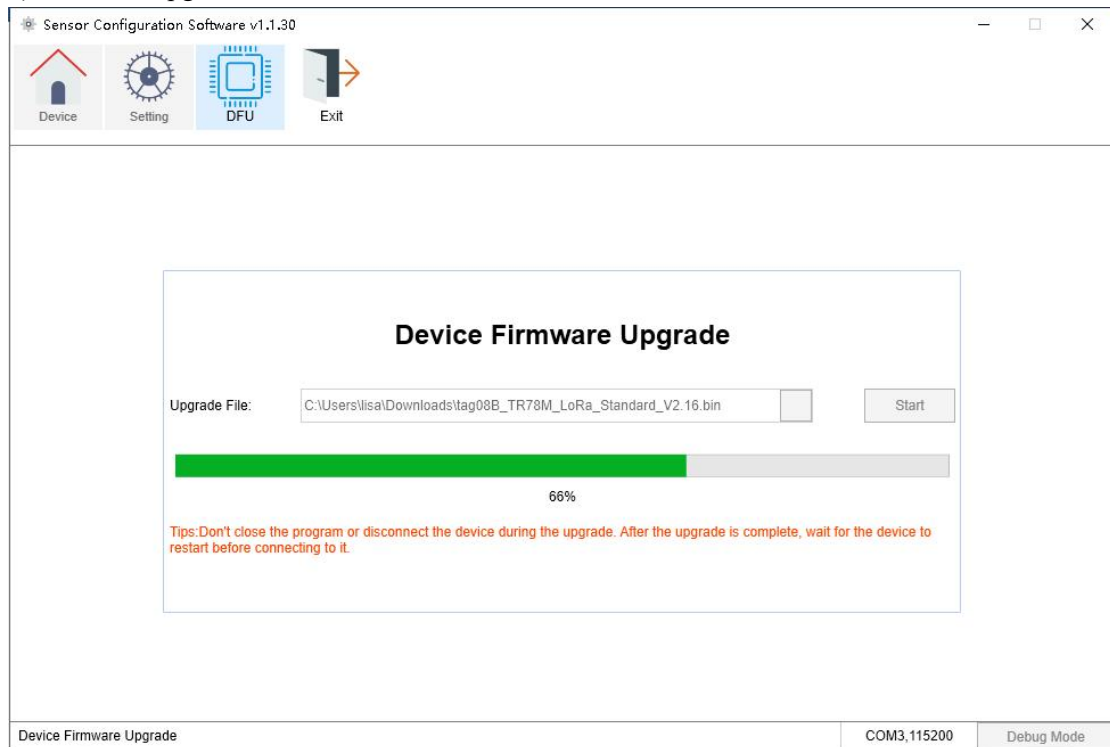 Sensor Configuration Software v1.1.30
Device Setting DFU Exit
Device Firmware Upgrade
Upgrade File: C:\Users\lisa\Downloads\tag08B_TR78M_LoRa_Standard_V2.16.bin Start
66%
Tips:Don't close the program or disconnect the device during the upgrade. After the upgrade is complete, wait for the device to
restart before connecting to it.
Device Firmware Upgrade COM3,115200 Debug Mode